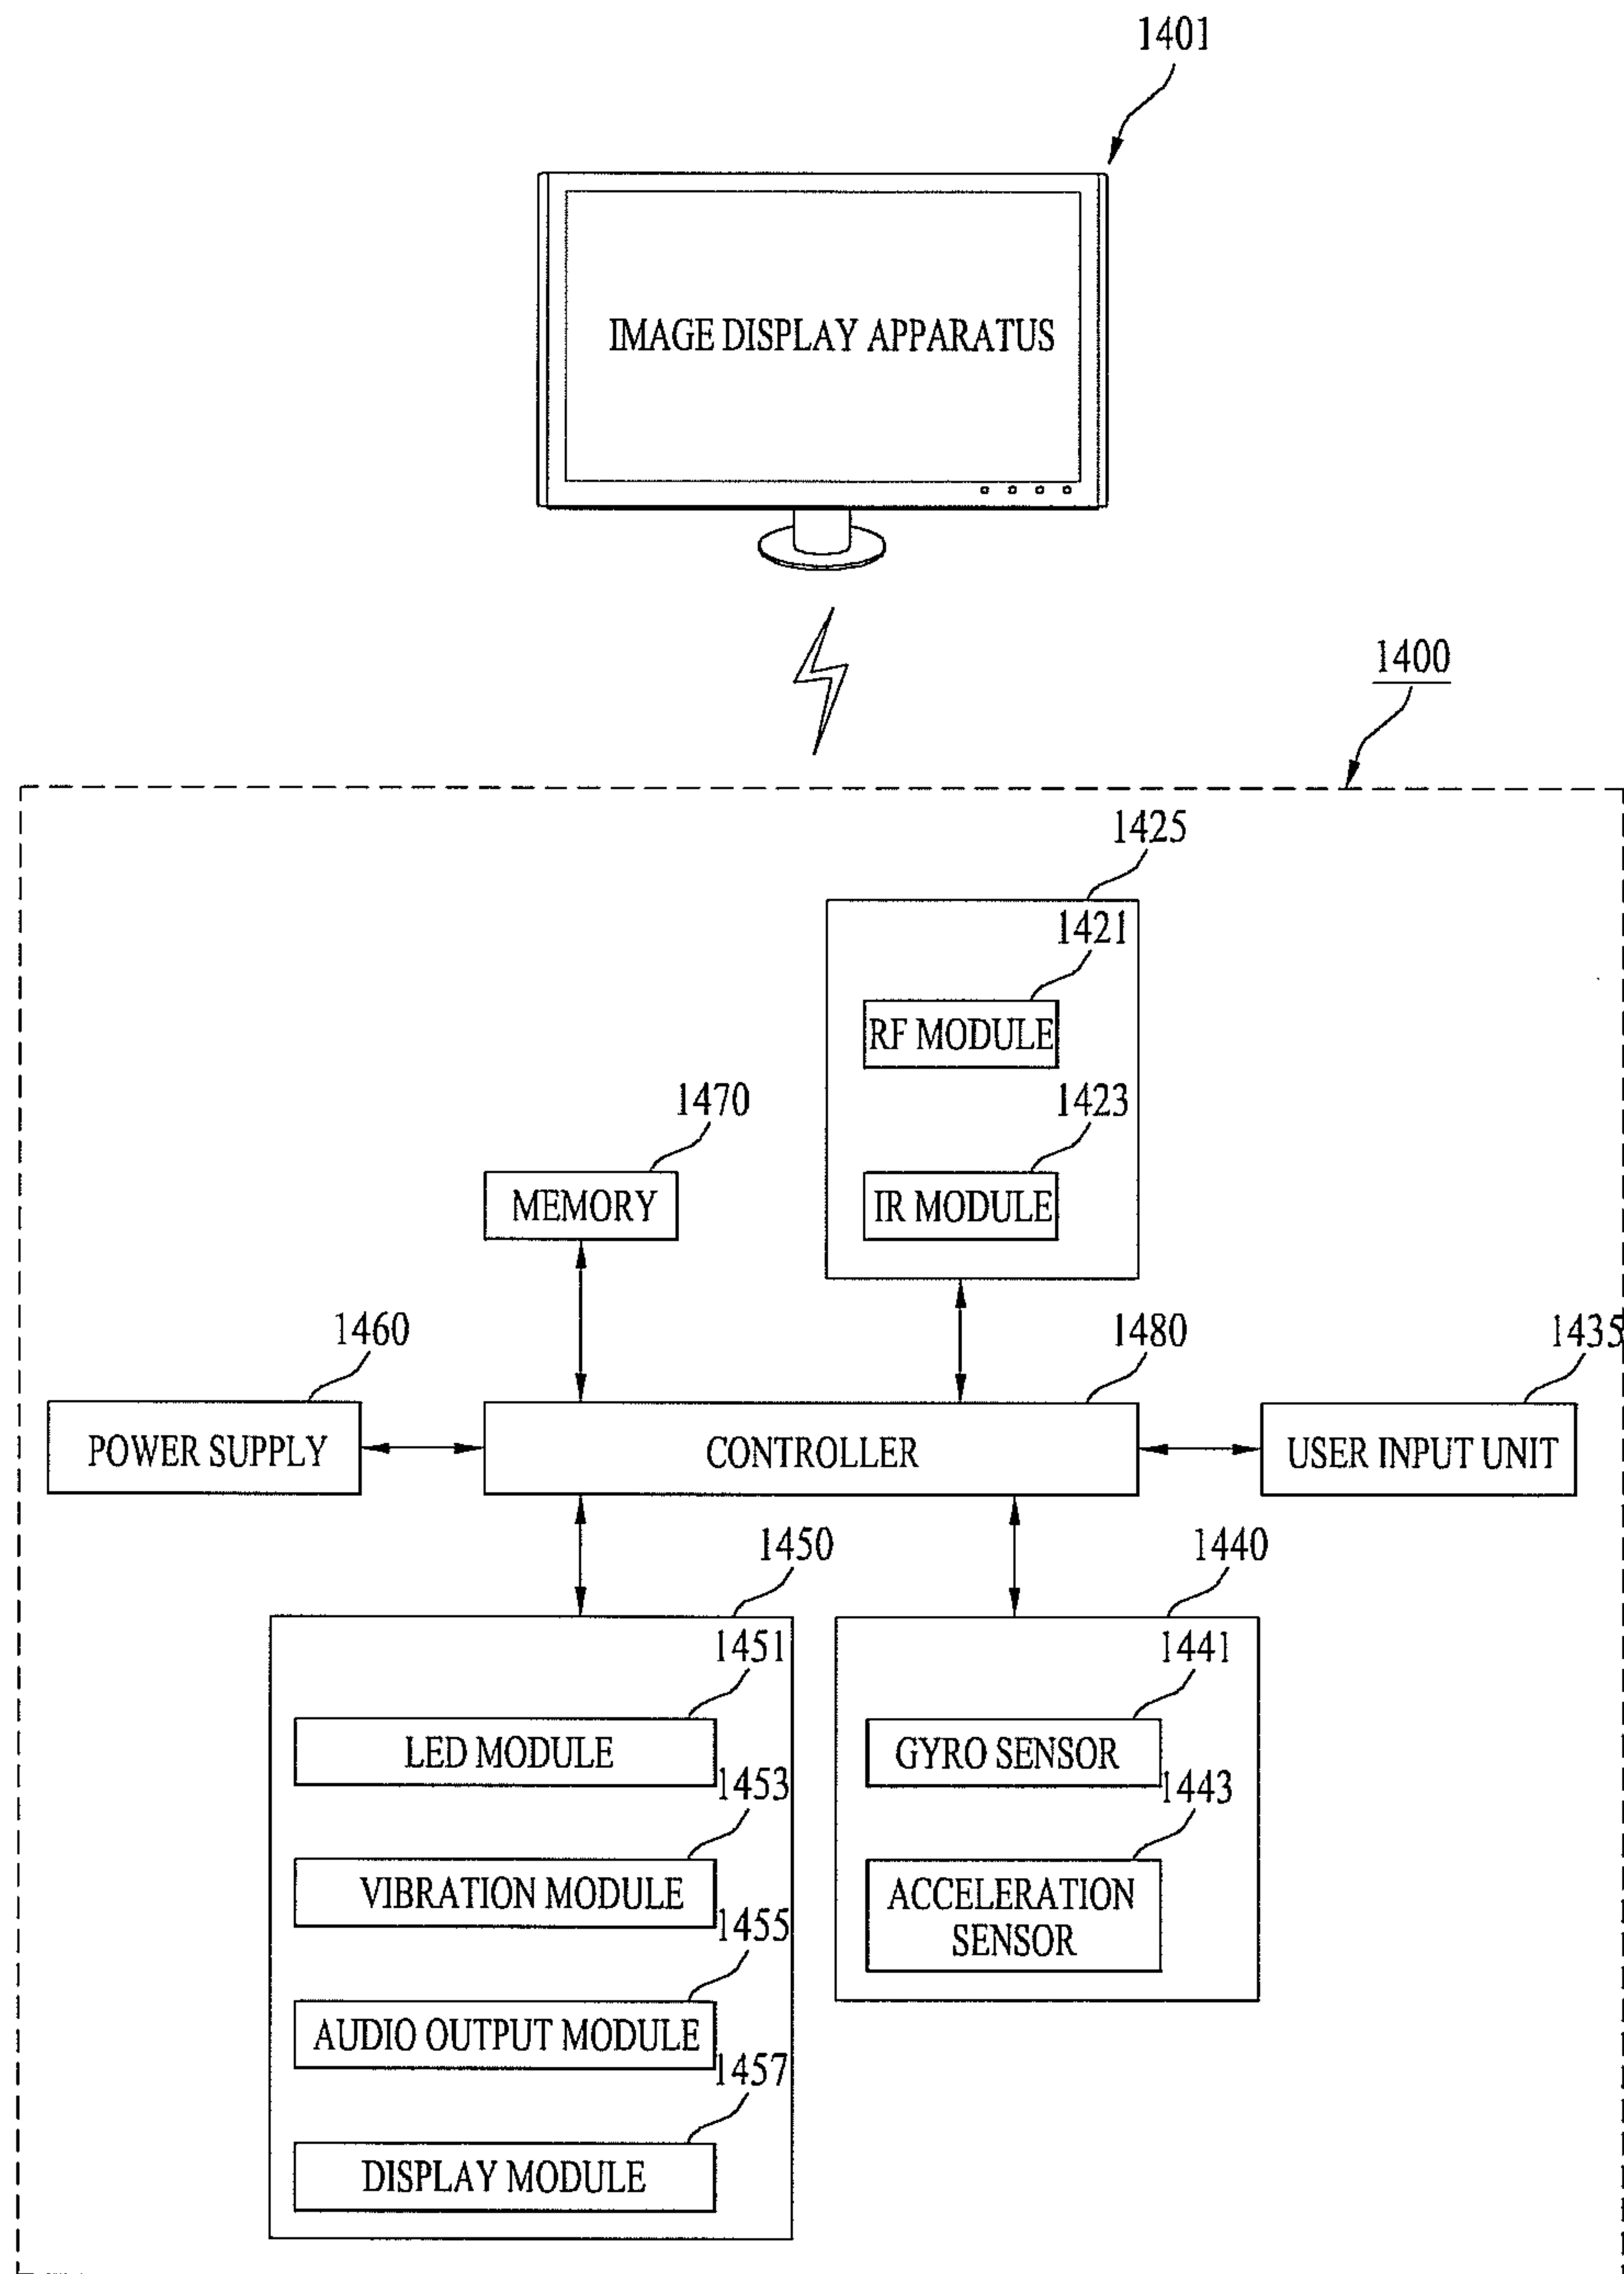 1401
IMAGE DISPLAY APPARATUS
1400
1425
1421
RF MODULE
1470
1423
MEMORY
IR MODULE
1460
1480
1435
POWER SUPPLY
CONTROLLER
USER INPUT UNIT
1450
1440
1451
1441
LED MODULE
GYRO SENSOR
1453
1443
VIBRATION MODULE
ACCELERATION
SENSOR
1455
AUDIO OUTPUT MODULE
1457
DISPLAY MODULE